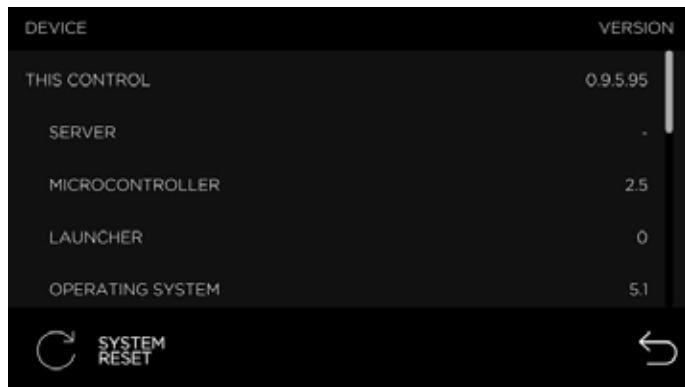 DEVICE VERSION
THIS CONTROL 0.9.5.95
SERVER -
MICROCONTROLLER 2.5
LAUNCHER 0
OPERATING SYSTEM 5.1
SYSTEM
RESET